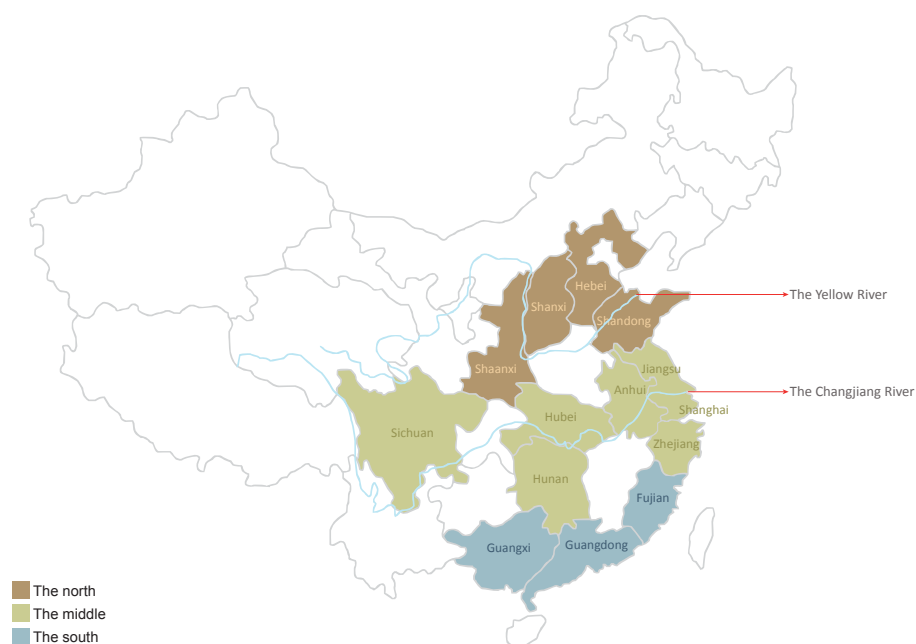 Hebei
The Yellow River
Shanxi
Shandong
Shaanxi
Jiangsu
Anhui
The Changjiang River
Shanghai
Hubei
Sichuan
Zhejiang
Hunan
Fujian
Guangxi
Guangdong
The north
The middle
The south